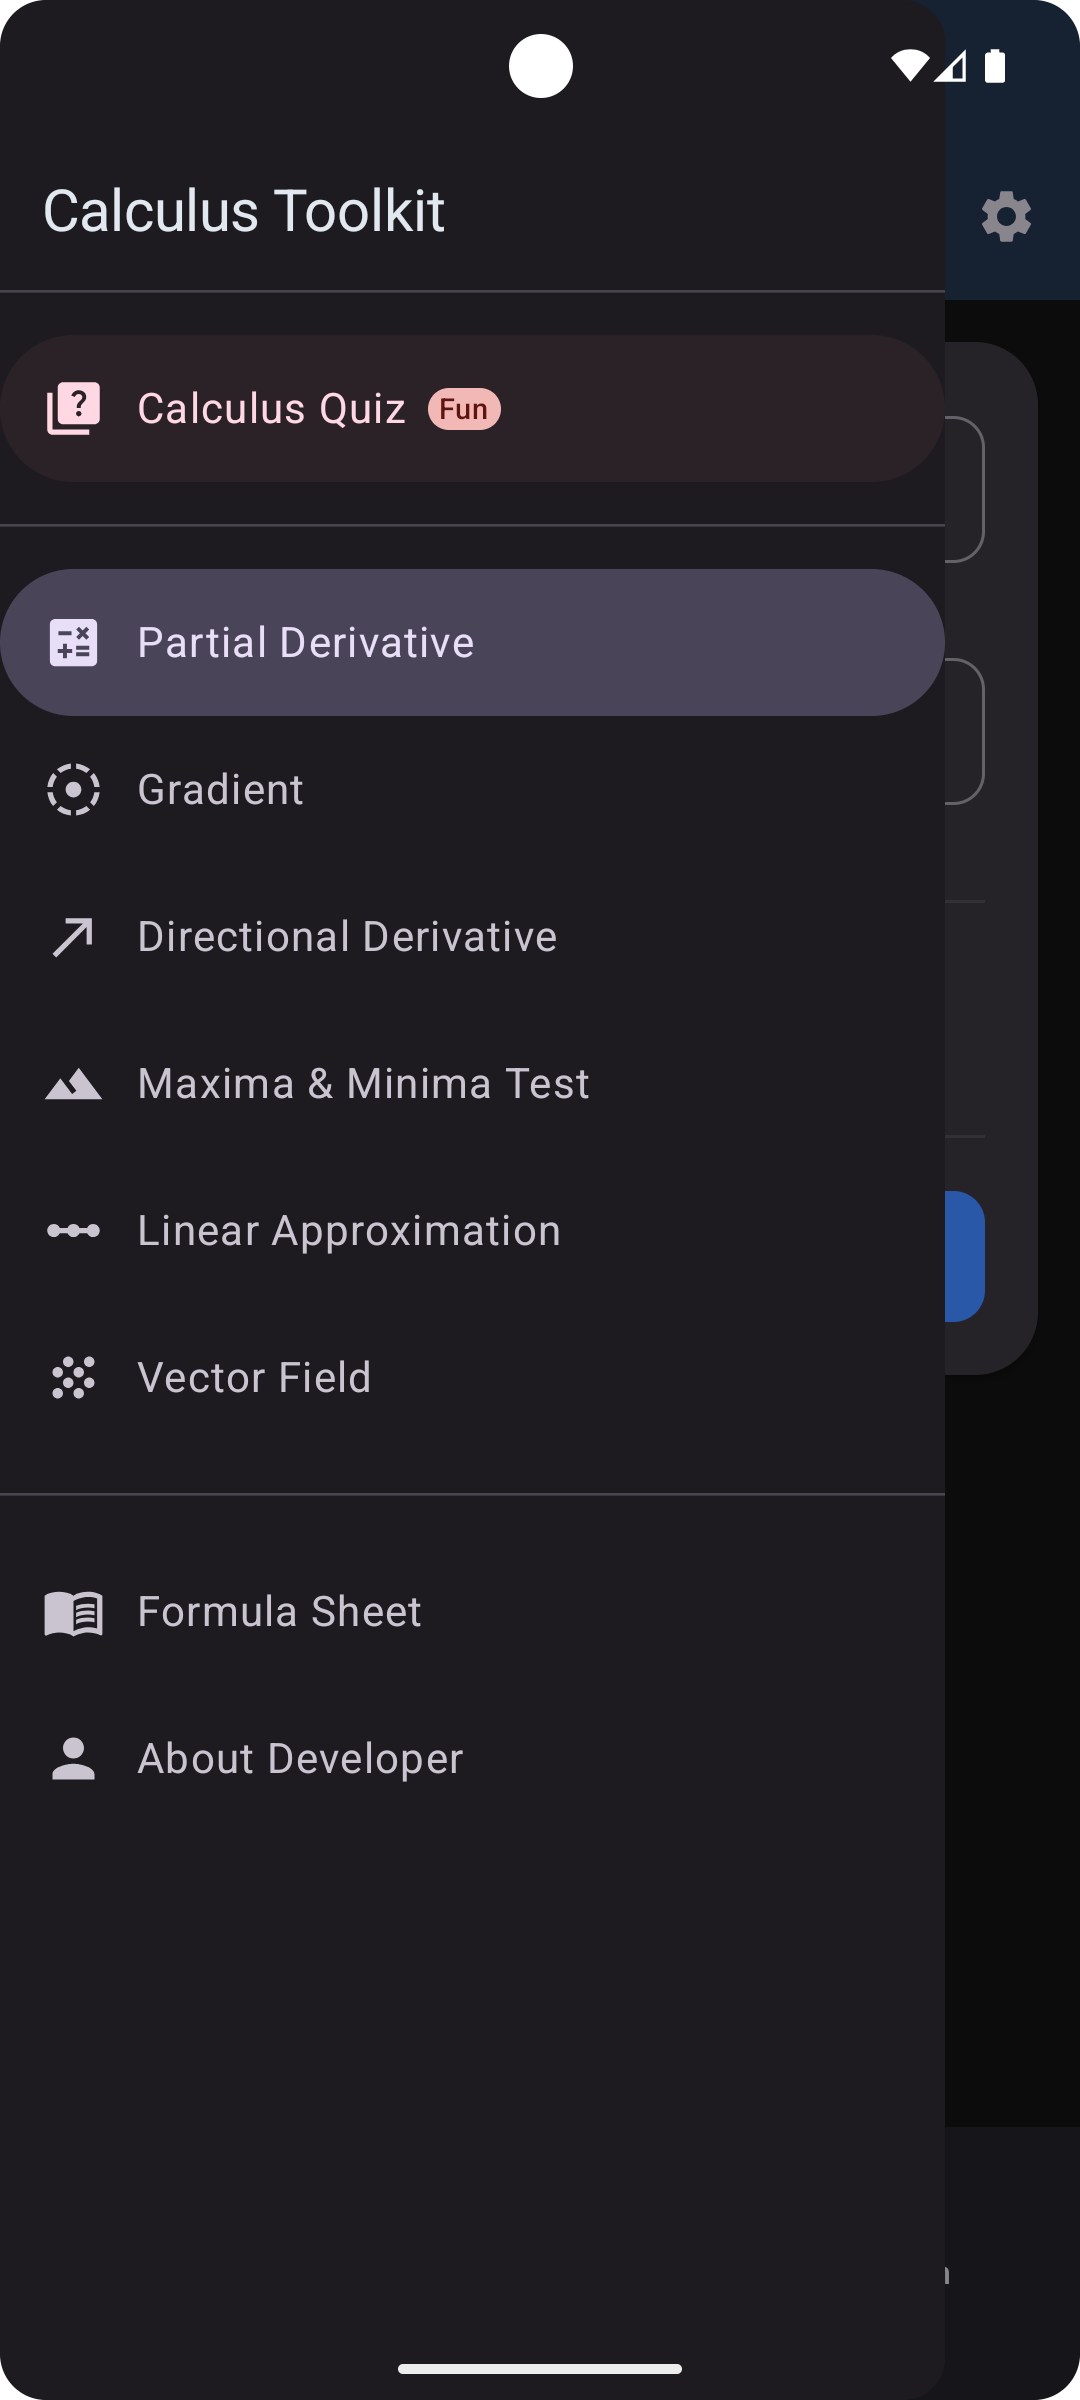 Calculus Toolkit
Calculus Quiz Fun
Partial Derivative
Gradient
Directional Derivative
Maxima & Minima Test
Linear Approximation
Vector Field
Formula Sheet
About Developer